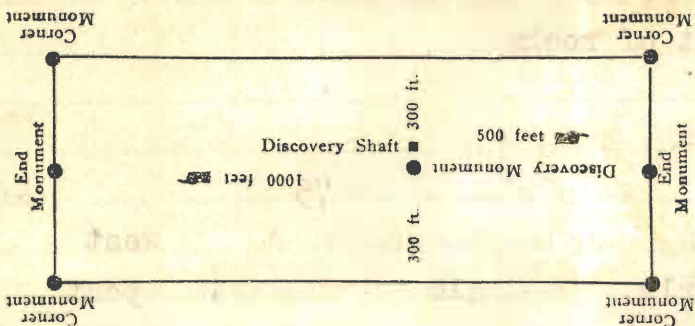 Corner
Monument
Corner
Monument
End
Monument
Discovery Shaft
300 ft.
500 feet
1000 feet
Discovery Monument
300 ft.
End
Monument
Corner
Monument
Corner
Monument